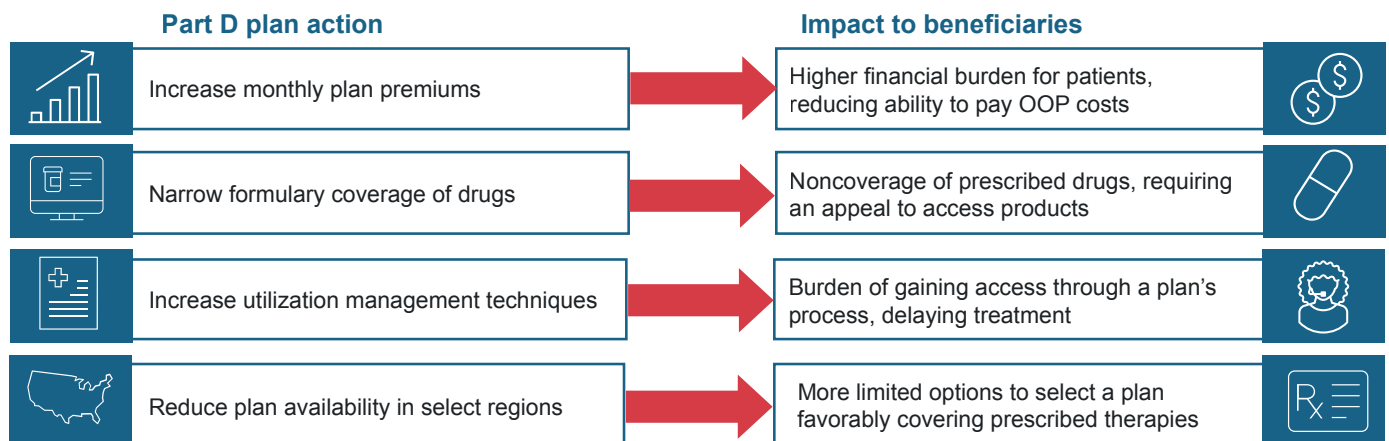 Part D plan action
Impact to beneficiaries
Increase monthly plan premiums
Higher financial burden for patients,
reducing ability to pay OOP costs
$
$
Narrow formulary coverage of drugs
Noncoverage of prescribed drugs, requiring
an appeal to access products
Increase utilization management techniques
Burden of gaining access through a plan's
process, delaying treatment
Reduce plan availability in select regions
More limited options to select a plan
favorably covering prescribed therapies
Rx